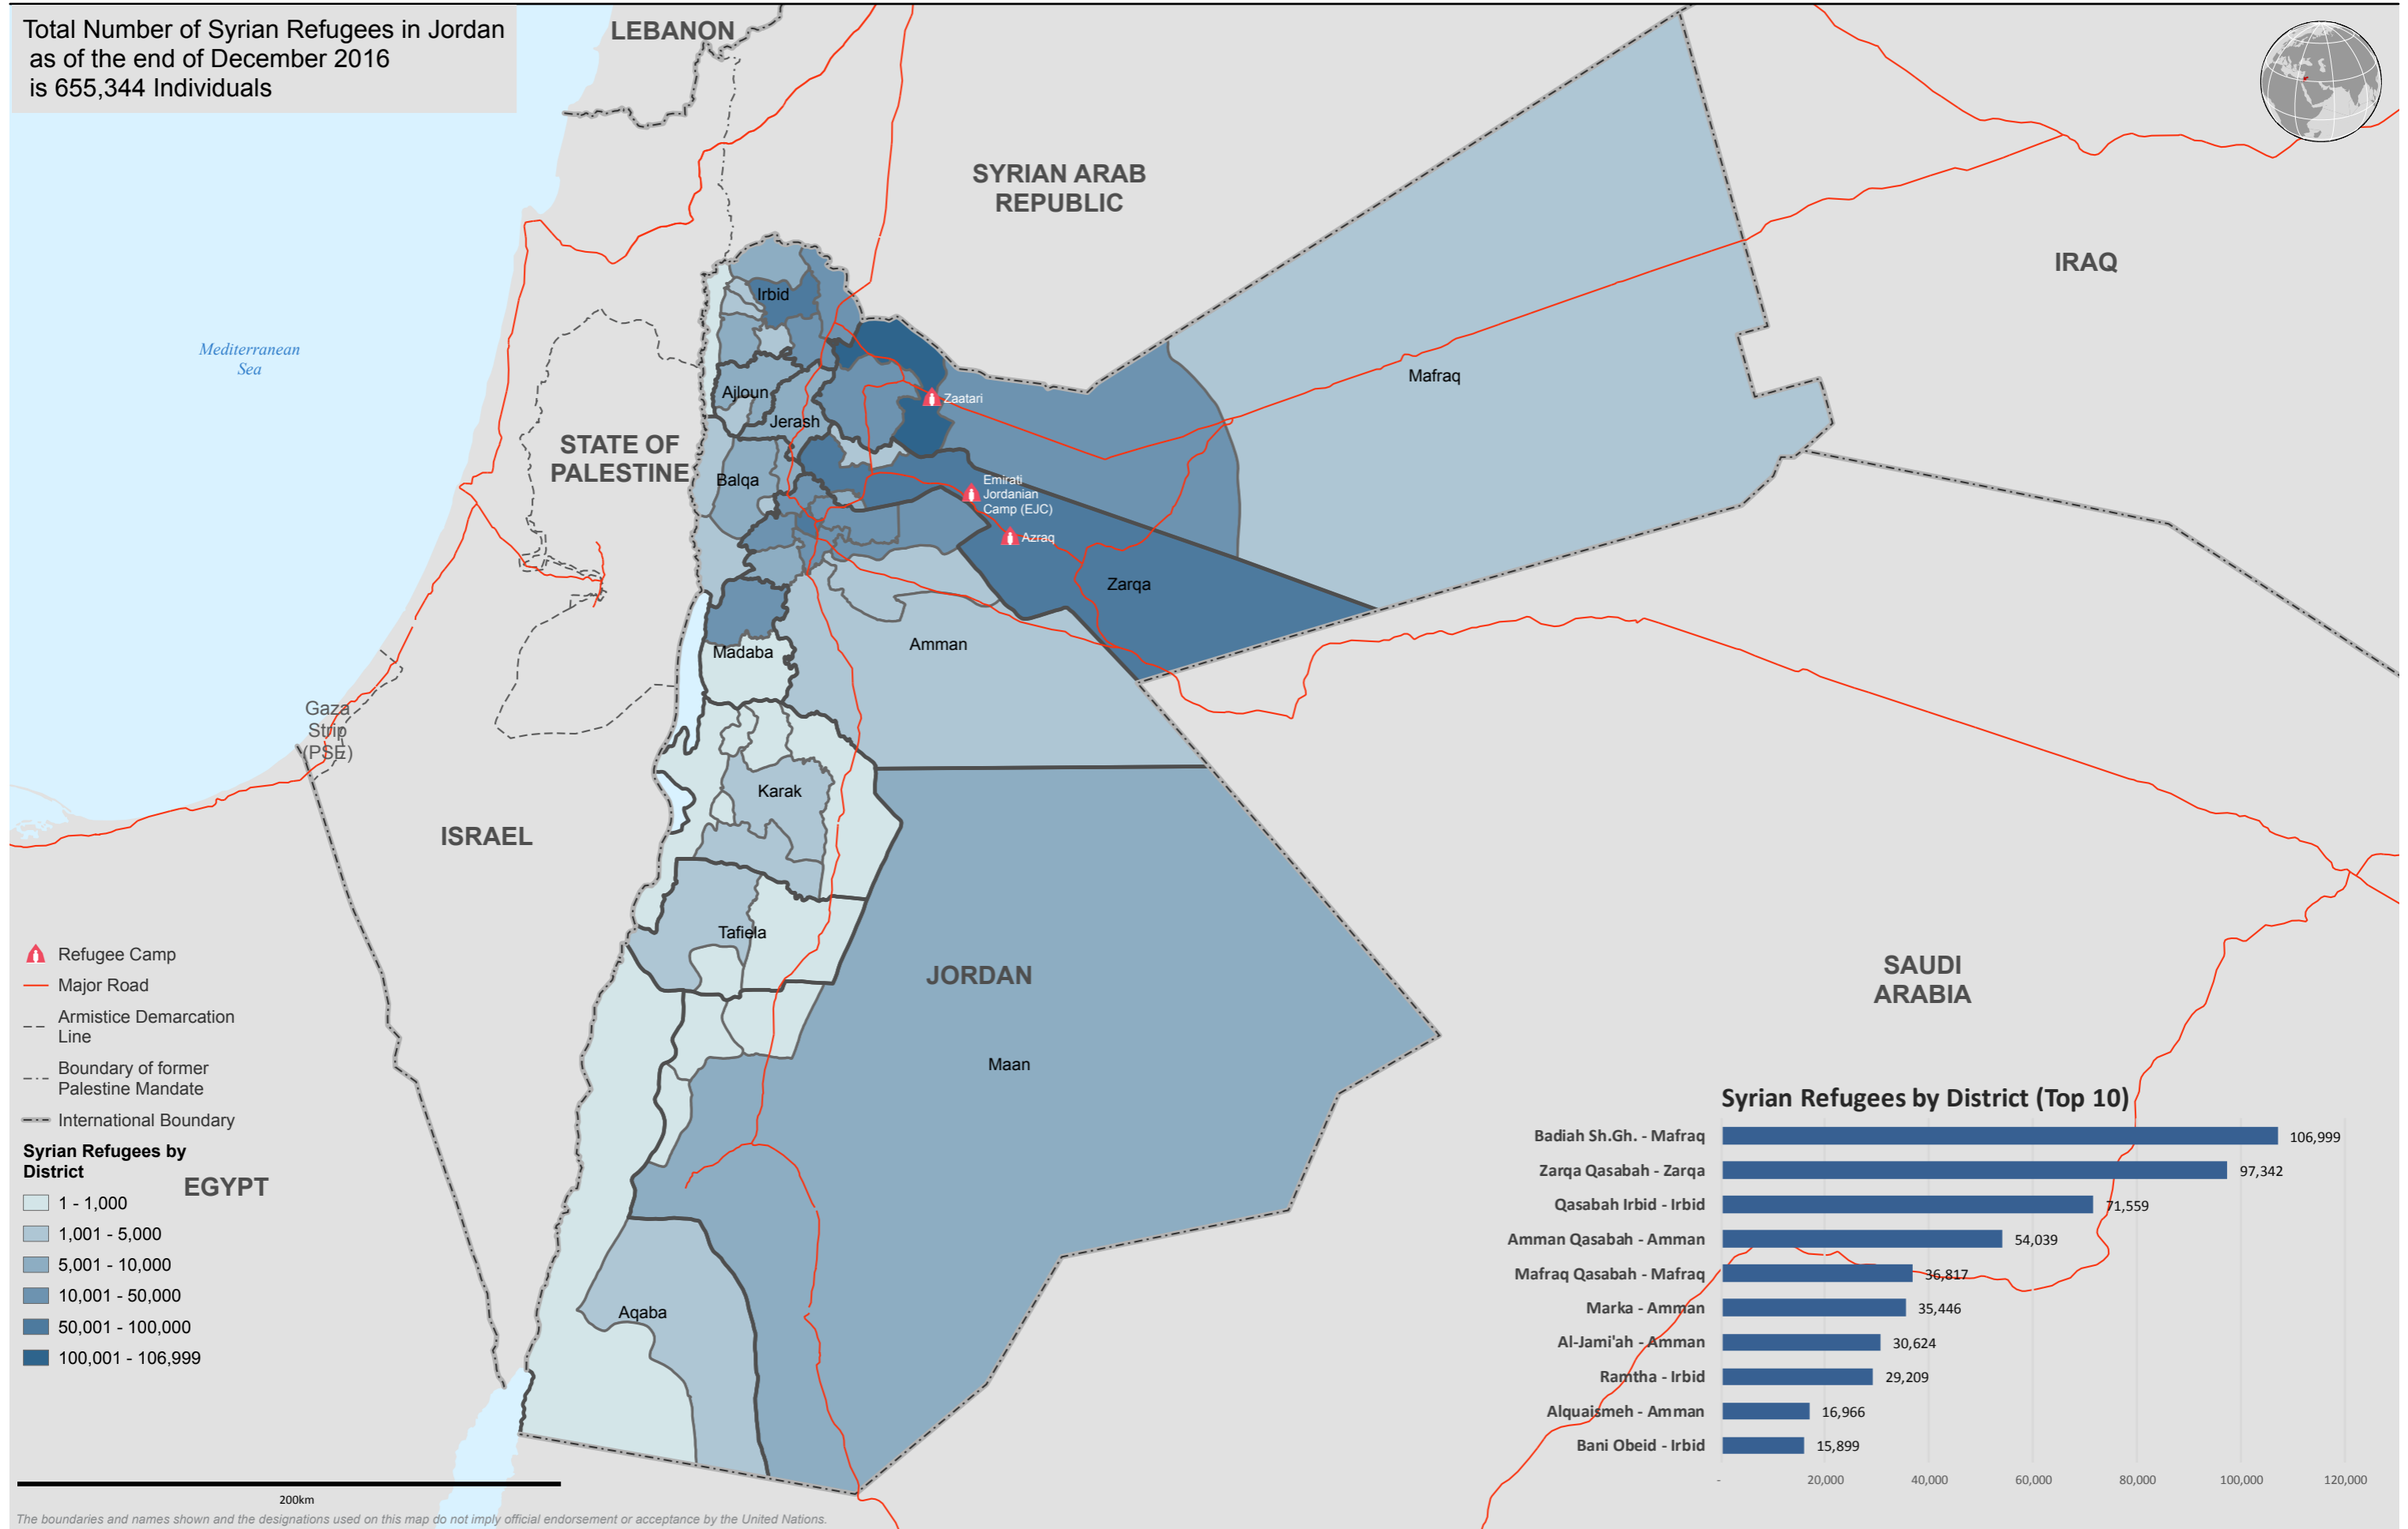 Total Number of Syrian Refugees in Jordan
as of the end of December 2016
is 655,344 Individuals
LEBANON
SYRIAN ARAB
REPUBLIC
IRAQ
Mediterranean
Sea
Irbid
Mafraq
Ajloun
Zaatari
Jerash
STATE OF
PALESTINE
Balqa
Emirati
Jordanian
Camp (EJC)
Azraq
Zarqa
Amman
Madaba
Gaza
Strip
(PSE)
Karak
ISRAEL
Tafiela
JORDAN
SAUDI
ARABIA
Maan
Aqaba
EGYPT
Refugee Camp
Major Road
Armistice Demarcation
Line
Boundary of former
Palestine Mandate
International Boundary
Syrian Refugees by
District
1 - 1,000
1,001 - 5,000
5,001 - 10,000
10,001 - 50,000
50,001 - 100,000
100,001 - 106,999
Syrian Refugees by District (Top 10)
Badiah Sh.Gh. - Mafraq 106,999
Zarqa Qasabah - Zarqa 97,342
Qasabah Irbid - Irbid 71,559
Amman Qasabah - Amman 54,039
Mafraq Qasabah - Mafraq 36,817
Marka - Amman 35,446
Al-Jami'ah - Amman 30,624
Ramtha - Irbid 29,209
Alquaismeh - Amman 16,966
Bani Obeid - Irbid 15,899
- 20,000 40,000 60,000 80,000 100,000 120,000
200km
The boundaries and names shown and the designations used on this map do not imply official endorsement or acceptance by the United Nations.